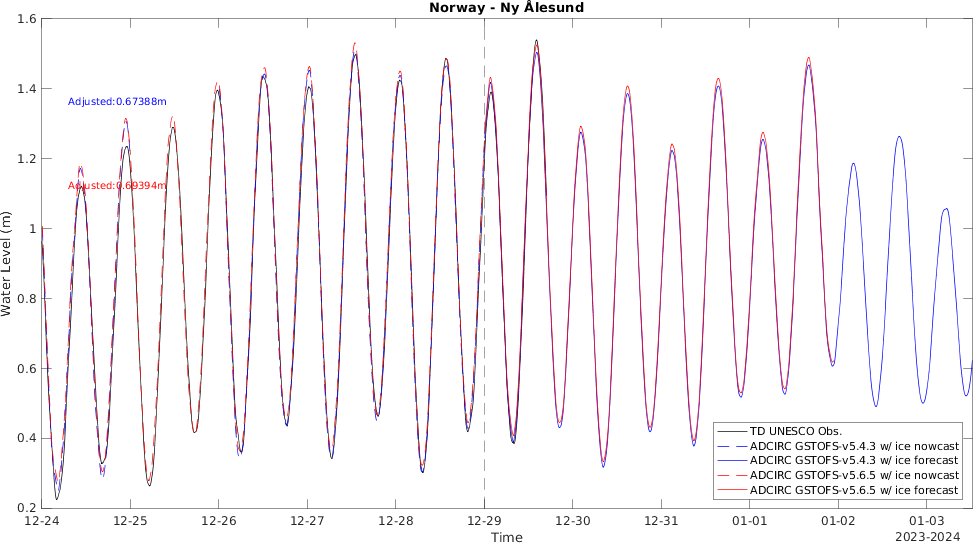 Norway - Ny Ålesund
1.6
1.4
1.2
1
0.8
0.6
0.4
0.2
Water Level (m)
Adjusted:0.67388m
Adjusted:0.69394m
TD UNESCO Obs.
ADCIRC GSTOFS-v5.4.3 w/ ice nowcast
ADCIRC GSTOFS-v5.4.3 w/ ice forecast
ADCIRC GSTOFS-v5.6.5 w/ ice nowcast
ADCIRC GSTOFS-v5.6.5 w/ ice forecast
12-24 12-25 12-26 12-27 12-28 12-29 12-30 12-31 01-01 01-02 01-03
Time
2023-2024